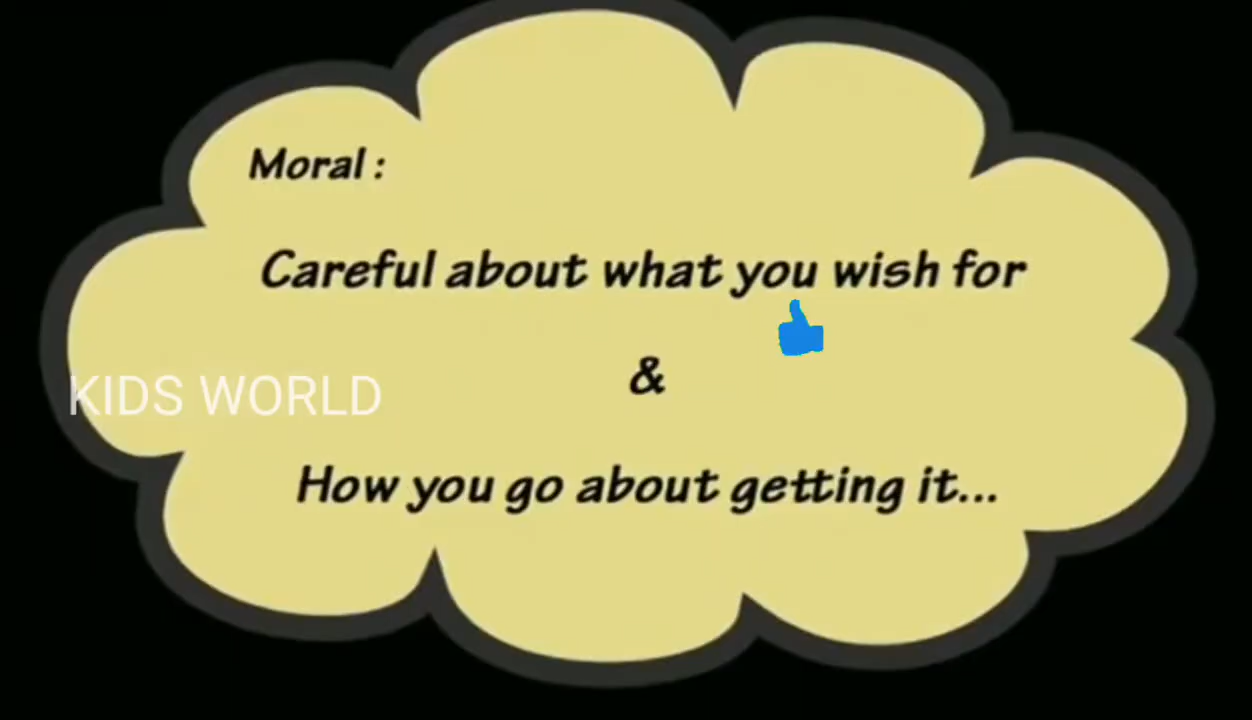 Moral :
Careful about what you wish for
&
KIDS WORLD
How you go about getting it...